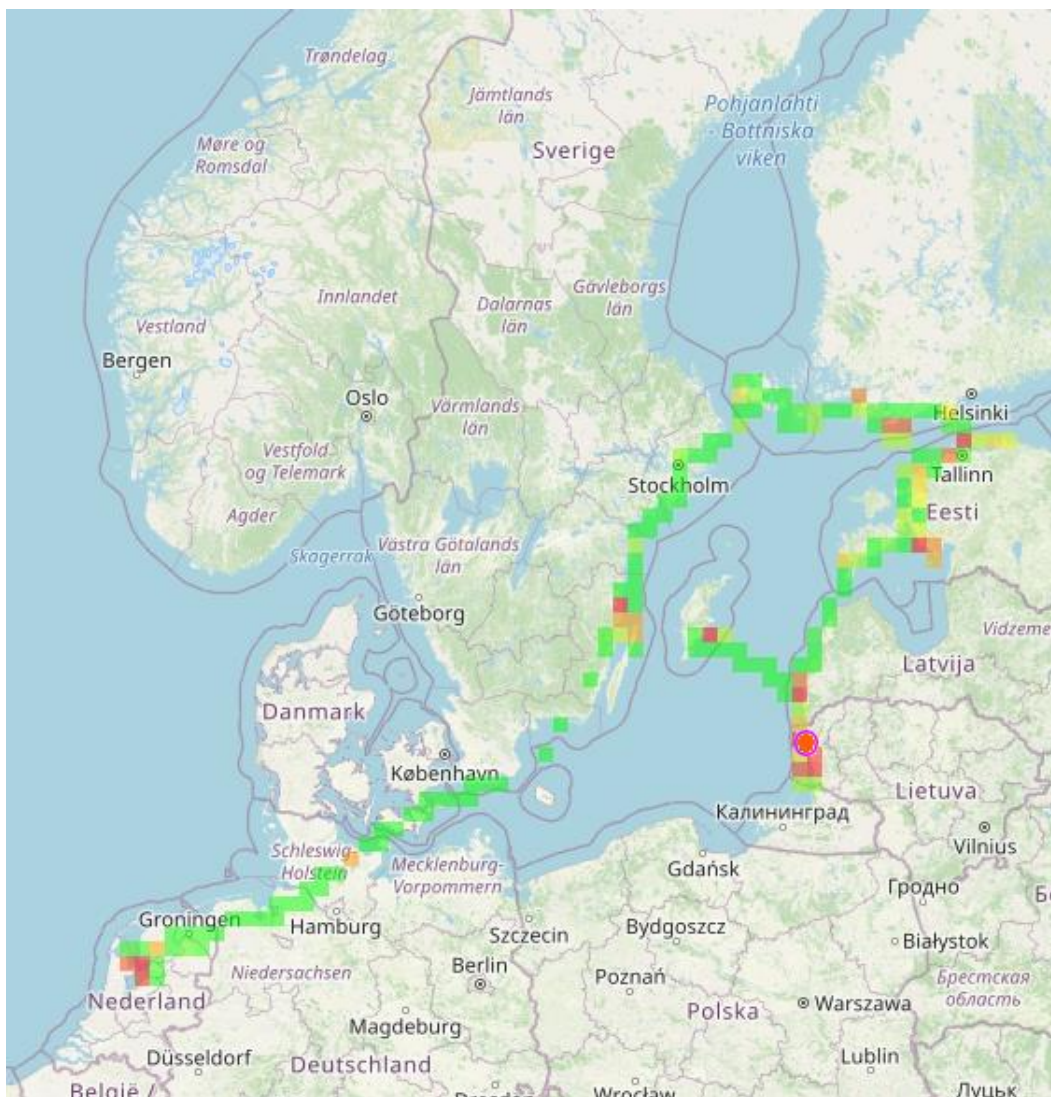 Trøndelag
Jämtlands
län
Pohjanlahti
- Bottniska
viken
Møre og
Romsdal
Sverige
Innlandet
Dalarnas
län
Gävleborgs
län
Vestland
Bergen
Oslo
Värmlands
län
Helsinki
Vestfold
og Telemark
Stockholm
Tallinn
Agder
Eesti
Skagerrak
Västra Götalands
län
Göteborg
Vidzeme
Latvija
Danmark
København
Lietuva
Калининград
Vilnius
Schleswig-
Holstein
Mecklenburg-
Vorpommern
Gdańsk
Гродно
Groningen
Hamburg
Szczecin
Bydgoszcz
Białystok
Niedersachsen
Berlin
Poznań
Брестская
область
Nederland
Polska
Warszawa
Magdeburg
Düsseldorf
Deutschland
Lublin
België /
Wrocław
Луцьк